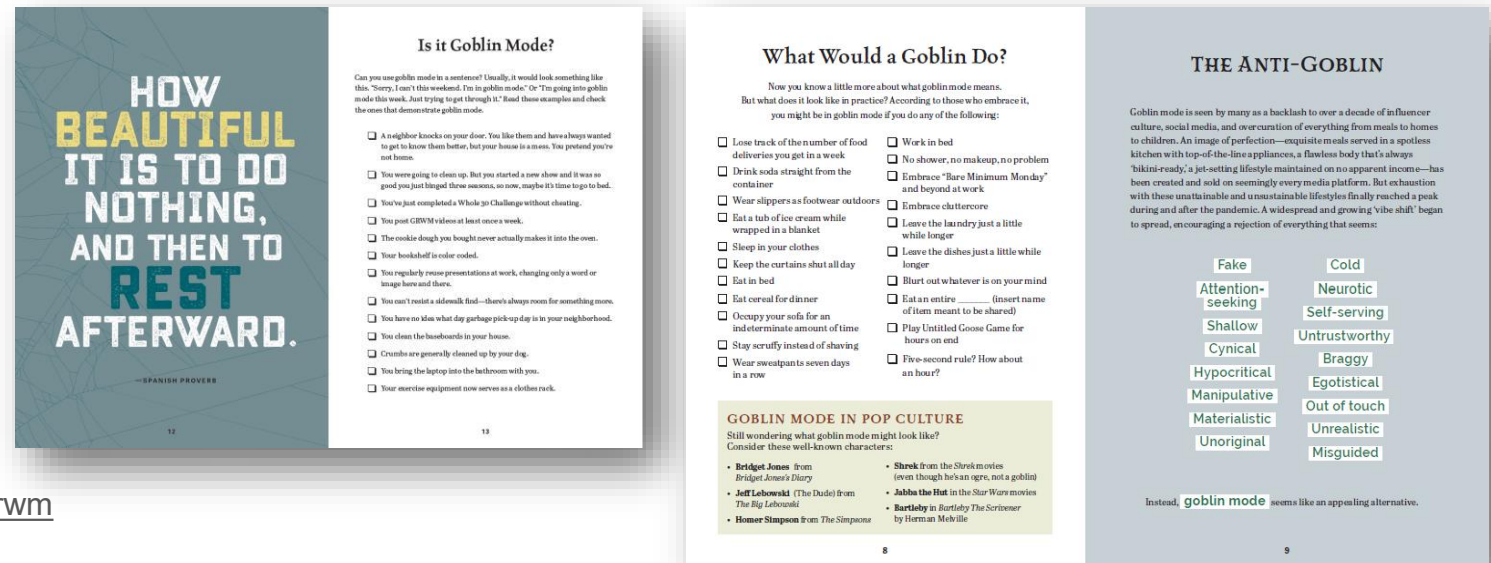 HOW
BEAUTIFUL
IT IS TO DO
NOTHING,
AND THEN TO
REST
AFTERWARD.
—SPANISH PROVERB
12
Is it Goblin Mode?
Can you use goblin mode in a sentence? Usually, it would look something like
this. "Sorry, I can't this weekend. I'm in goblin mode." Or "I'm going into goblin
mode this week. Just trying to get through it." Read these examples and check
the ones that demonstrate goblin mode.
A neighbor knocks on your door. You like them and have always wanted
to get to know them better, but your house is a mess. You pretend you're
not home.
You were going to clean up. But you started a new show and it was so
good you just binged three seasons, so now, maybe it's time to go to bed.
You've just completed a Whole 30 Challenge without cheating.
You post GRWM videos at least once a week.
The cookie dough you bought never actually makes it into the oven.
Your bookshelf is color coded.
You regularly reuse presentations at work, changing only a word or
image here and there.
You can't resist a sidewalk find—there's always room for something more.
You have no idea what day garbage pick-up day is in your neighborhood.
You clean the baseboards in your house.
Crumbs are generally cleaned up by your dog.
You bring the laptop into the bathroom with you.
Your exercise equipment now serves as a clothes rack.
13
rwm
What Would a Goblin Do?
Now you know a little more about what goblin mode means.
But what does it look like in practice? According to those who embrace it,
you might be in goblin mode if you do any of the following:
Lose track of the number of food
deliveries you get in a week
Drink soda straight from the
container
Wear slippers as footwear outdoors
Eat a tub of ice cream while
wrapped in a blanket
Sleep in your clothes
Keep the curtains shut all day
Eat in bed
Eat cereal for dinner
Occupy your sofa for an
indeterminate amount of time
Stay scruffy instead of shaving
Wear sweatpants seven days
in a row
Work in bed
No shower, no makeup, no problem
Embrace "Bare Minimum Monday"
and beyond at work
Embrace cluttercore
Leave the laundry just a little
while longer
Leave the dishes just a little while
longer
Blurt out whatever is on your mind
Eat an entire ______ (insert name
of item meant to be shared)
Play Untitled Goose Game for
hours on end
Five-second rule? How about
an hour?
GOBLIN MODE IN POP CULTURE
Still wondering what goblin mode might look like?
Consider these well-known characters:
• Bridget Jones from
Bridget Jones's Diary
• Jeff Lebowski (The Dude) from
The Big Lebowski
• Homer Simpson from The Simpsons
• Shrek from the Shrek movies
(even though he's an ogre, not a goblin)
• Jabba the Hut in the Star Wars movies
• Bartleby in Bartleby The Scrivener
by Herman Melville
8
THE ANTI-GOBLIN
Goblin mode is seen by many as a backlash to over a decade of influencer
culture, social media, and overcuration of everything from meals to homes
to children. An image of perfection—exquisite meals served in a spotless
kitchen with top-of-the-line appliances, a flawless body that's always
'bikini-ready,' a jet-setting lifestyle maintained on no apparent income—has
been created and sold on seemingly every media platform. But exhaustion
with these unattainable and unsustainable lifestyles finally reached a peak
during and after the pandemic. A widespread and growing 'vibe shift' began
to spread, encouraging a rejection of everything that seems:
Fake
Attention-
seeking
Shallow
Cynical
Hypocritical
Manipulative
Materialistic
Unoriginal
Cold
Neurotic
Self-serving
Untrustworthy
Braggy
Egotistical
Out of touch
Unrealistic
Misguided
Instead, goblin mode seems like an appealing alternative.
9